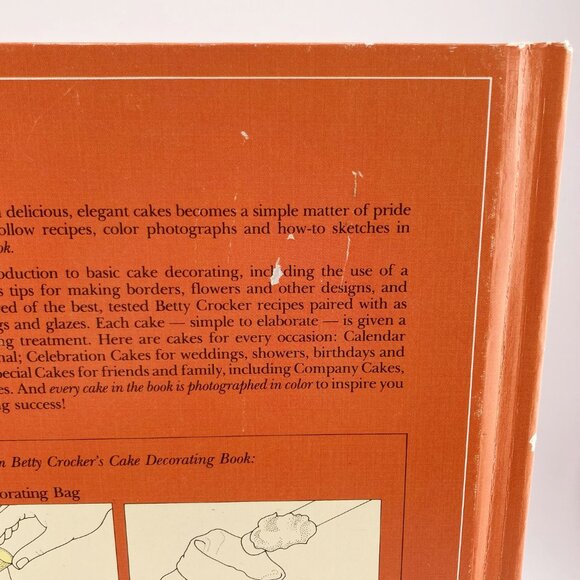 delicious, elegant cakes becomes a simple matter of pride
ollow recipes, color photographs and how-to sketches in
ok.
oduction to basic cake decorating, including the use of a
s tips for making borders, flowers and other designs, and
ed of the best, tested Betty Crocker recipes paired with as
gs and glazes. Each cake — simple to elaborate — is given a
ng treatment. Here are cakes for every occasion: Calendar
nal; Celebration Cakes for weddings, showers, birthdays and
pecial Cakes for friends and family, including Company Cakes,
es. And every cake in the book is photographed in color to inspire you
ng success!
n Betty Crocker's Cake Decorating Book:
orating Bag